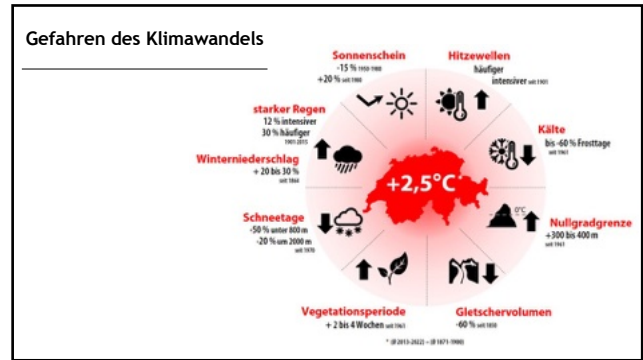 Gefahren des Klimawandels
Sonnenschein
-15 % 1950-1980
+20 % seit 1980
Hitzewellen
häufiger
intensiver seit 1901
starker Regen
12 % intensiver
30 % häufiger
1901-2015
Kälte
bis -60 % Frosttage
seit 1961
Winterniederschlag
+ 20 bis 30 %
seit 1864
+2,5°C
0°C
Nullgradgrenze
+300 bis 400 m
seit 1961
Schneetage
-50 % unter 800 m
-20 % um 2000 m
seit 1970
Vegetationsperiode
+ 2 bis 4 Wochen seit 1961
Gletschervolumen
-60 % seit 1850
* (Ø 2013-2022) – (Ø 1871-1900)